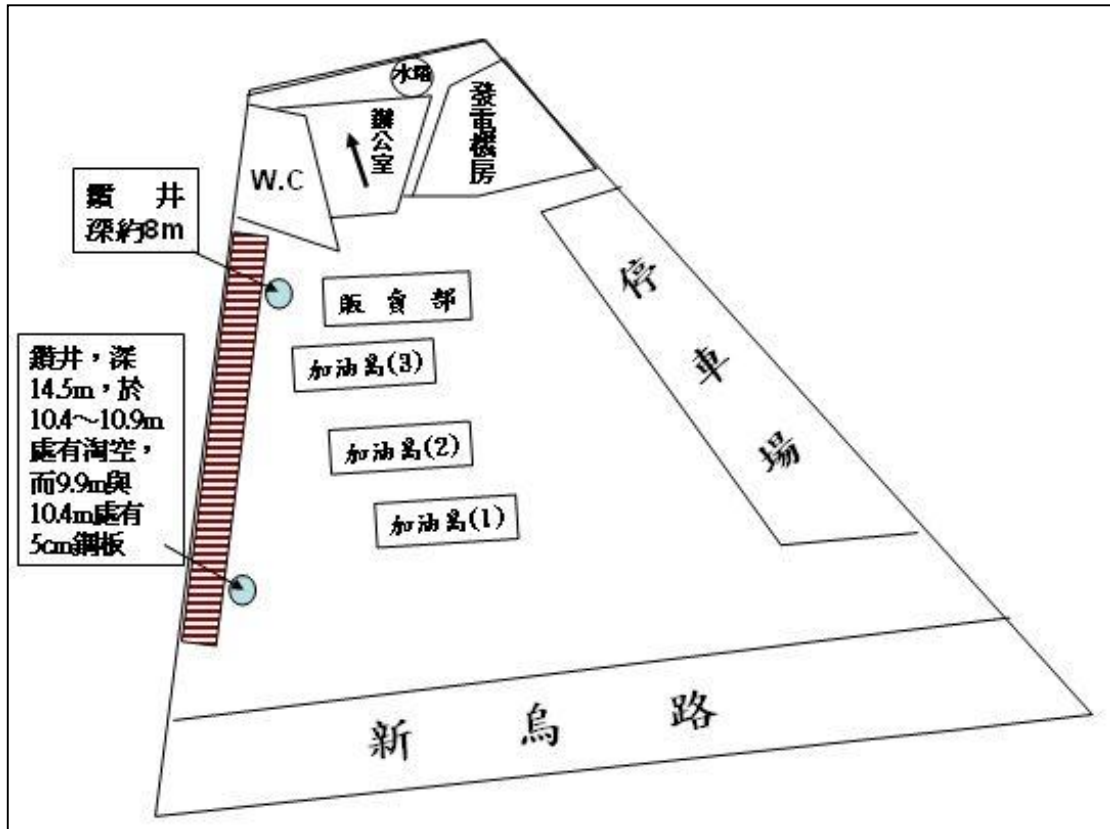 水塔
辦公室
發電機房
W.C
鑽 井
深約8m
停車場
販賣部
加油島(3)
鑽井，深
14.5m，於
10.4～10.9m
處有淘空，
而9.9m與
10.4m處有
5cm鋼板
加油島(2)
加油島(1)
新烏路